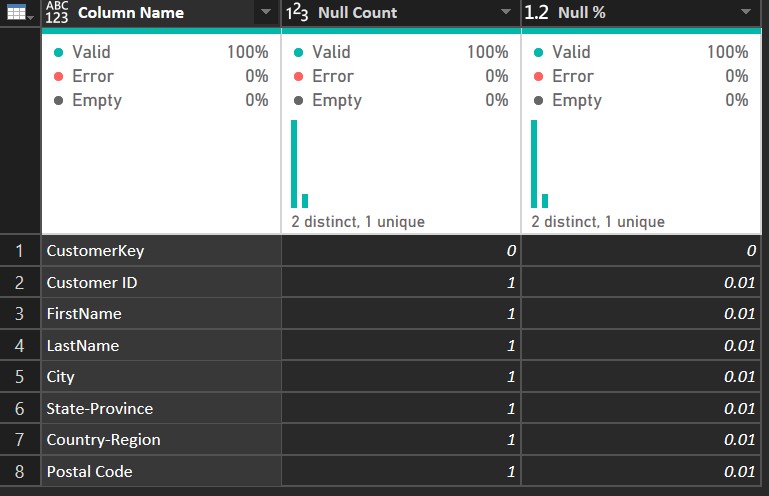 ABC 123 Column Name 1²3 Null Count 1.2 Null %
Valid 100% Valid 100% Valid 100%
Error 0% Error 0% Error 0%
Empty 0% Empty 0% Empty 0%
2 distinct, 1 unique 2 distinct, 1 unique
1 CustomerKey 0 0
2 Customer ID 1 0.01
3 FirstName 1 0.01
4 LastName 1 0.01
5 City 1 0.01
6 State-Province 1 0.01
7 Country-Region 1 0.01
8 Postal Code 1 0.01